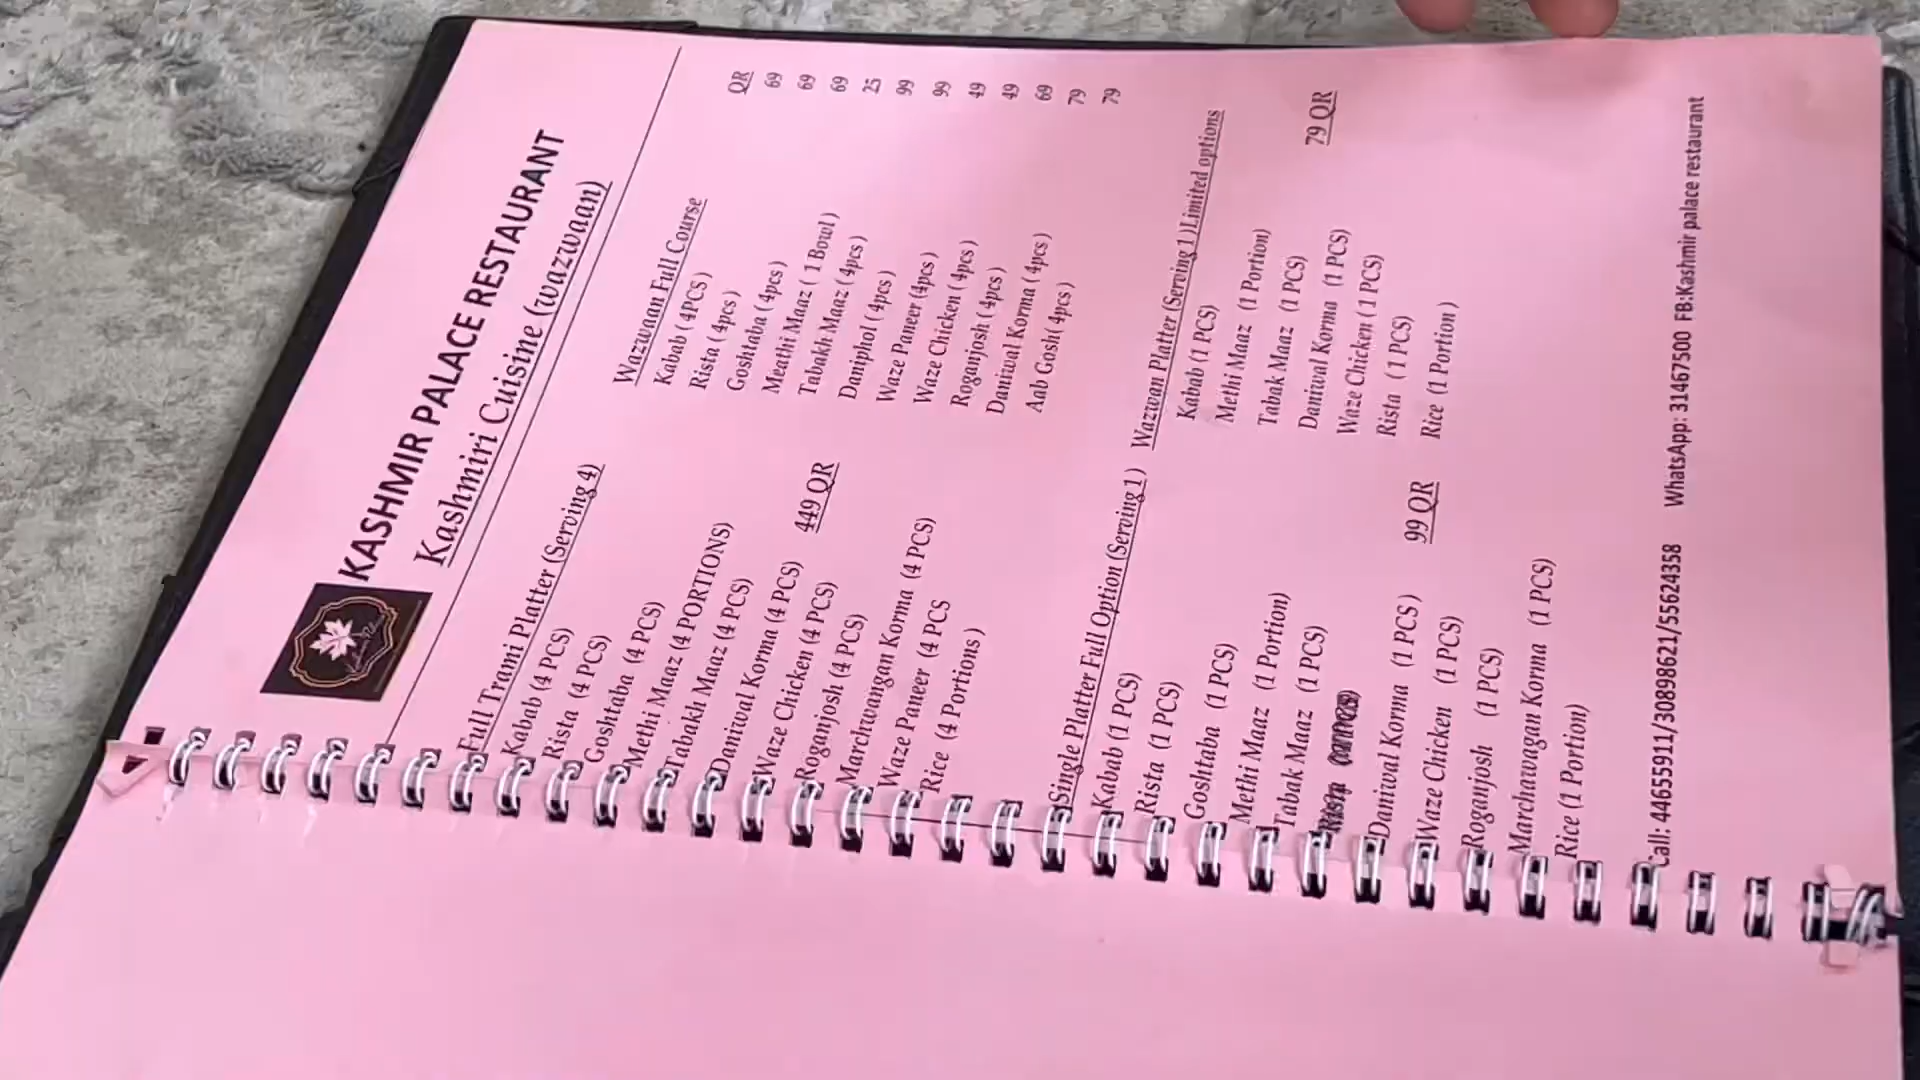 KASHMIR PALACE RESTAURANT
Kashmiri Cuisine (wazwaan)
Full Trami Platter (Serving 4)
Kabab (4 PCS)
Rista (4 PCS)
Goshtaba (4 PCS)
Methi Maaz (4 PORTIONS)
Tabakh Maaz (4 PCS)
Daniwal Korma (4 PCS) 449 QR
Waze Chicken (4 PCS)
Roganjosh (4 PCS)
Marchwangan Korma (4 PCS)
Waze Paneer (4 PCS
Rice (4 Portions )
Wazwaan Full Course QR
Kabab ( 4PCS ) 69
Rista ( 4pcs ) 69
Goshtaba ( 4pcs ) 69
Meathi Maaz ( 1 Bowl ) 25
Tabakh Maaz ( 4pcs ) 99
Daniphol ( 4pcs ) 99
Waze Paneer (4pcs ) 49
Waze Chicken ( 4pcs ) 49
Roganjosh ( 4pcs ) 69
Daniwal Korma ( 4pcs ) 79
Aab Gosh( 4pcs ) 79
Single Platter Full Option (Serving 1 )
Kabab (1 PCS)
Rista (1 PCS)
Goshtaba (1 PCS)
Methi Maaz (1 Portion)
Tabak Maaz (1 PCS)
Daniwal Korma (1 PCS ) 99 QR
Waze Chicken (1 PCS)
Roganjosh (1 PCS)
Marchawagan Korma (1 PCS)
Rice (1 Portion)
Wazwan Platter (Serving 1 )Limited options
Kabab (1 PCS)
Methi Maaz (1 Portion)
Tabak Maaz (1 PCS)
Daniwal Korma (1 PCS) 79 QR
Waze Chicken ( 1 PCS)
Rista ( 1 PCS)
Rice (1 Portion )
Call: 44655911/30898621/55624358 WhatsApp: 31467500 FB:Kashmir palace restaurant